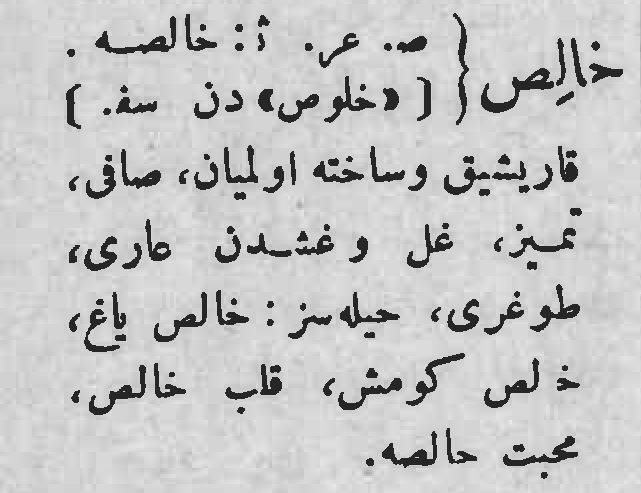 خالِص { ص. عر. ث: خالصه.
[«خلوص» دن سف.]
قاریشیق وساخته اولمیان، صافی،
تمیز، غل و غشدن عاری،
طوغری، حیله‌سز: خالص یاغ،
خالص کومش، قلب خالص،
محبت خالصه.